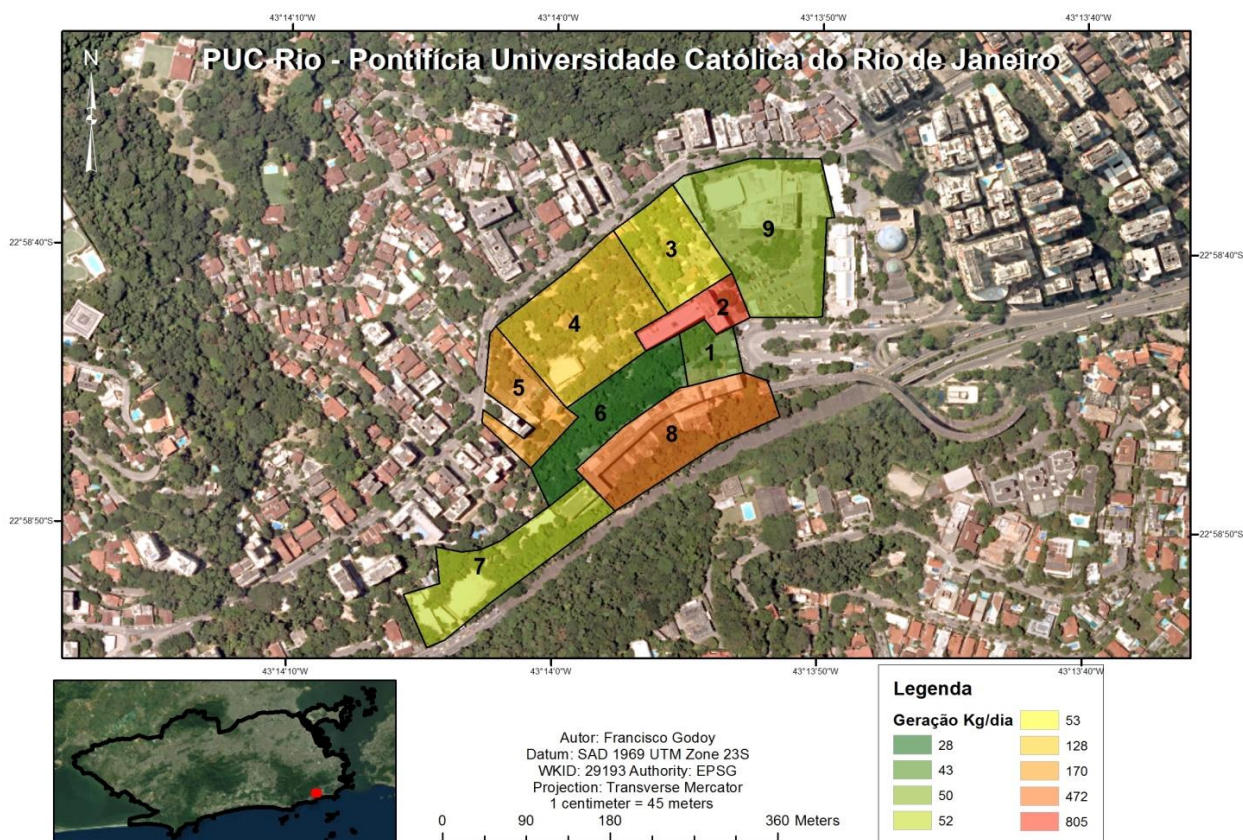 43°14'10"W 43°14'0"W 43°13'50"W 43°13'40"W
PUC-Rio - Pontifícia Universidade Católica do Rio de Janeiro
N
9
3
22°58'40"S 22°58'40"S
2
4
1
5
6
8
22°58'50"S 22°58'50"S
7
43°14'10"W 43°14'0"W 43°13'50"W 43°13'40"W
Autor: Francisco Godoy
Datum: SAD 1969 UTM Zone 23S
WKID: 29193 Authority: EPSG
Projection: Transverse Mercator
1 centimeter = 45 meters
0 90 180 360 Meters
Legenda
Geração Kg/dia
28
43
50
52
53
128
170
472
805